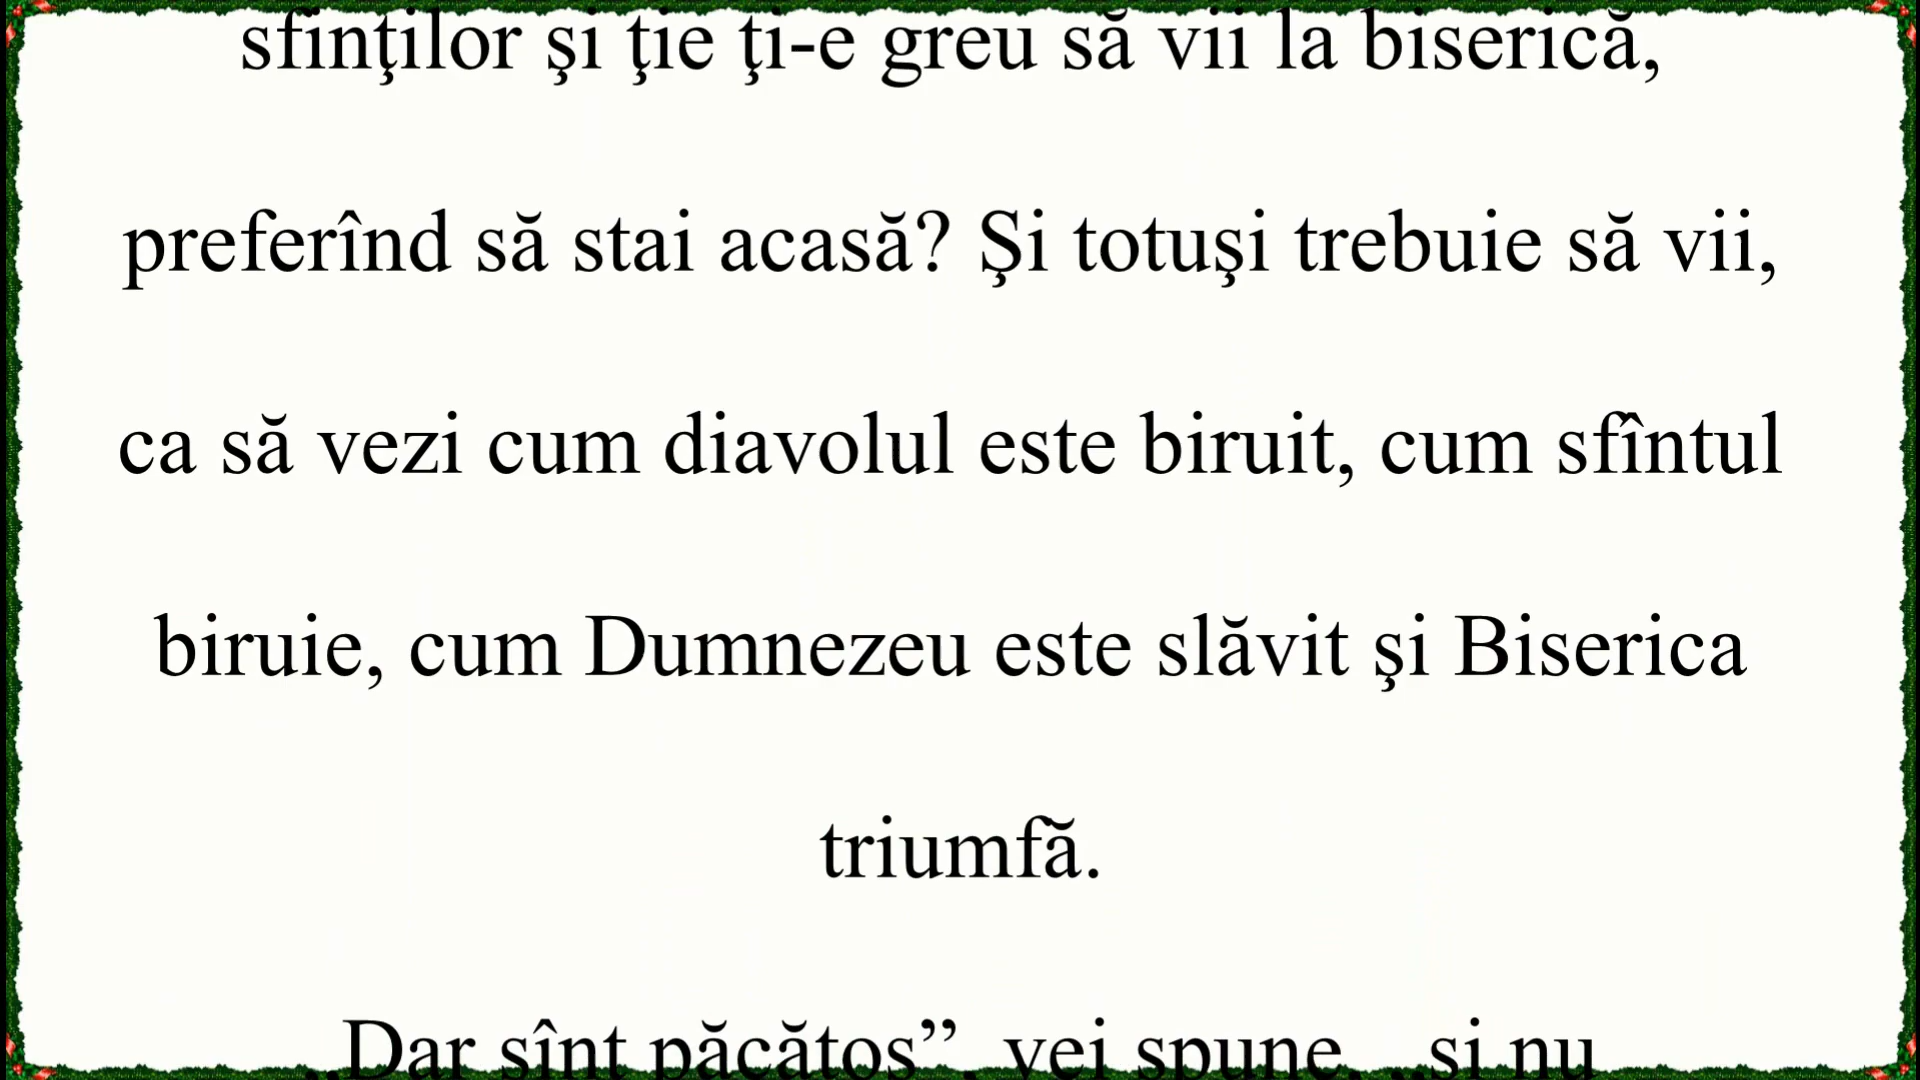 sfinţilor şi ţie ţi-e greu să vii la biserică,
preferînd să stai acasă? Şi totuşi trebuie să vii,
ca să vezi cum diavolul este biruit, cum sfîntul
biruie, cum Dumnezeu este slăvit şi Biserica
triumfă.
„Dar sînt păcătos”, vei spune, „şi nu